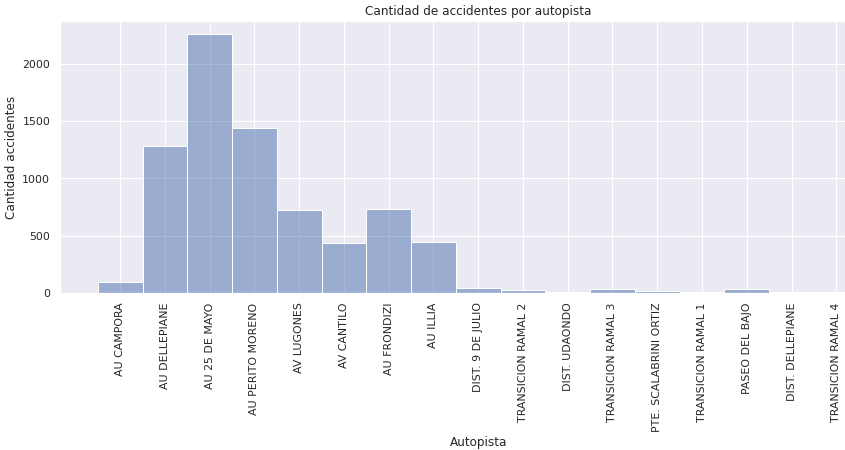 Cantidad de accidentes por autopista
Cantidad accidentes
2000
1500
1000
500
0
AU CAMPORA
AU DELLEPIANE
AU 25 DE MAYO
AU PERITO MORENO
AV LUGONES
AV CANTILO
AU FRONDIZI
AU ILLIA
DIST. 9 DE JULIO
TRANSICION RAMAL 2
DIST. UDAONDO
TRANSICION RAMAL 3
PTE. SCALABRINI ORTIZ
TRANSICION RAMAL 1
PASEO DEL BAJO
DIST. DELLEPIANE
TRANSICION RAMAL 4
Autopista